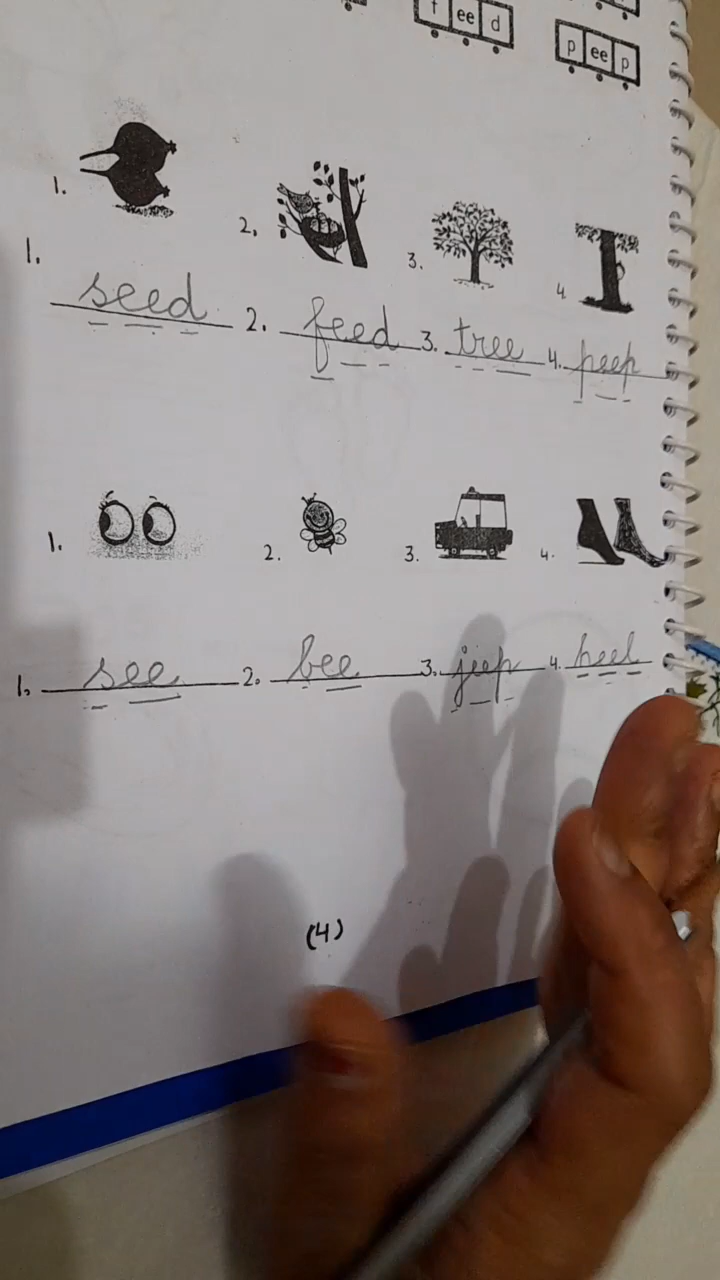 f ee d
p ee p
1. 2. 3. 4.
1. seed 2. feed 3. tree 4. peep
1. 2. 3. 4.
1. see 2. bee 3. jeep 4. heel
(4)